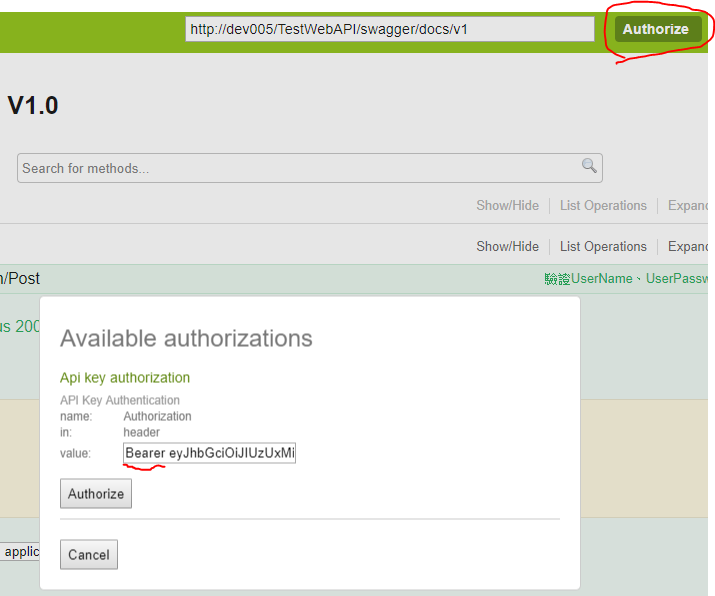 http://dev005/TestWebAPI/swagger/docs/v1 Authorize
V1.0
Search for methods...
Show/Hide List Operations Expand
Show/Hide List Operations Expand
n/Post 驗證UserName、UserPassw
us 200
Available authorizations
Api key authorization
API Key Authentication
name: Authorization
in: header
value: Bearer eyJhbGciOiJIUzUxMi
Authorize
applic
Cancel